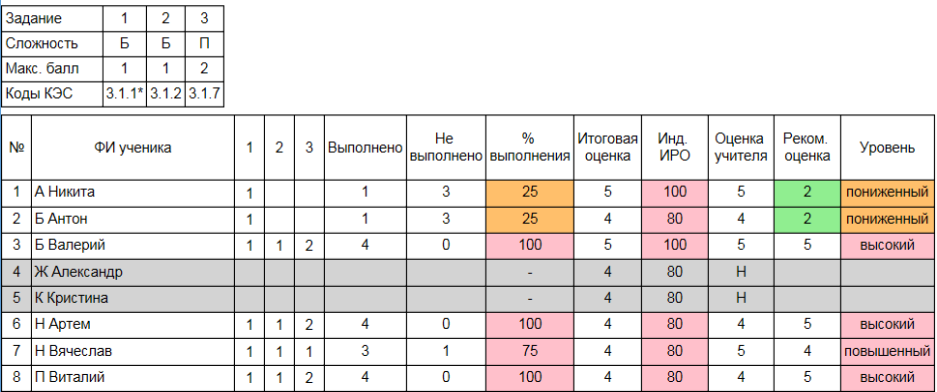 Задание 1 2 3
Сложность Б Б П
Макс. балл 1 1 2
Коды КЭС 3.1.1* 3.1.2 3.1.7
№ ФИ ученика 1 2 3 Выполнено Не выполнено % выполнения Итоговая оценка Инд. ИРО Оценка учителя Реком. оценка Уровень
1 А Никита 1 1 3 25 5 100 5 2 пониженный
2 Б Антон 1 1 3 25 4 80 4 2 пониженный
3 Б Валерий 1 1 2 4 0 100 5 100 5 5 высокий
4 Ж Александр - 4 80 Н
5 К Кристина - 4 80 Н
6 Н Артем 1 1 2 4 0 100 4 80 4 5 высокий
7 Н Вячеслав 1 1 1 3 1 75 4 80 5 4 повышенный
8 П Виталий 1 1 2 4 0 100 4 80 4 5 высокий